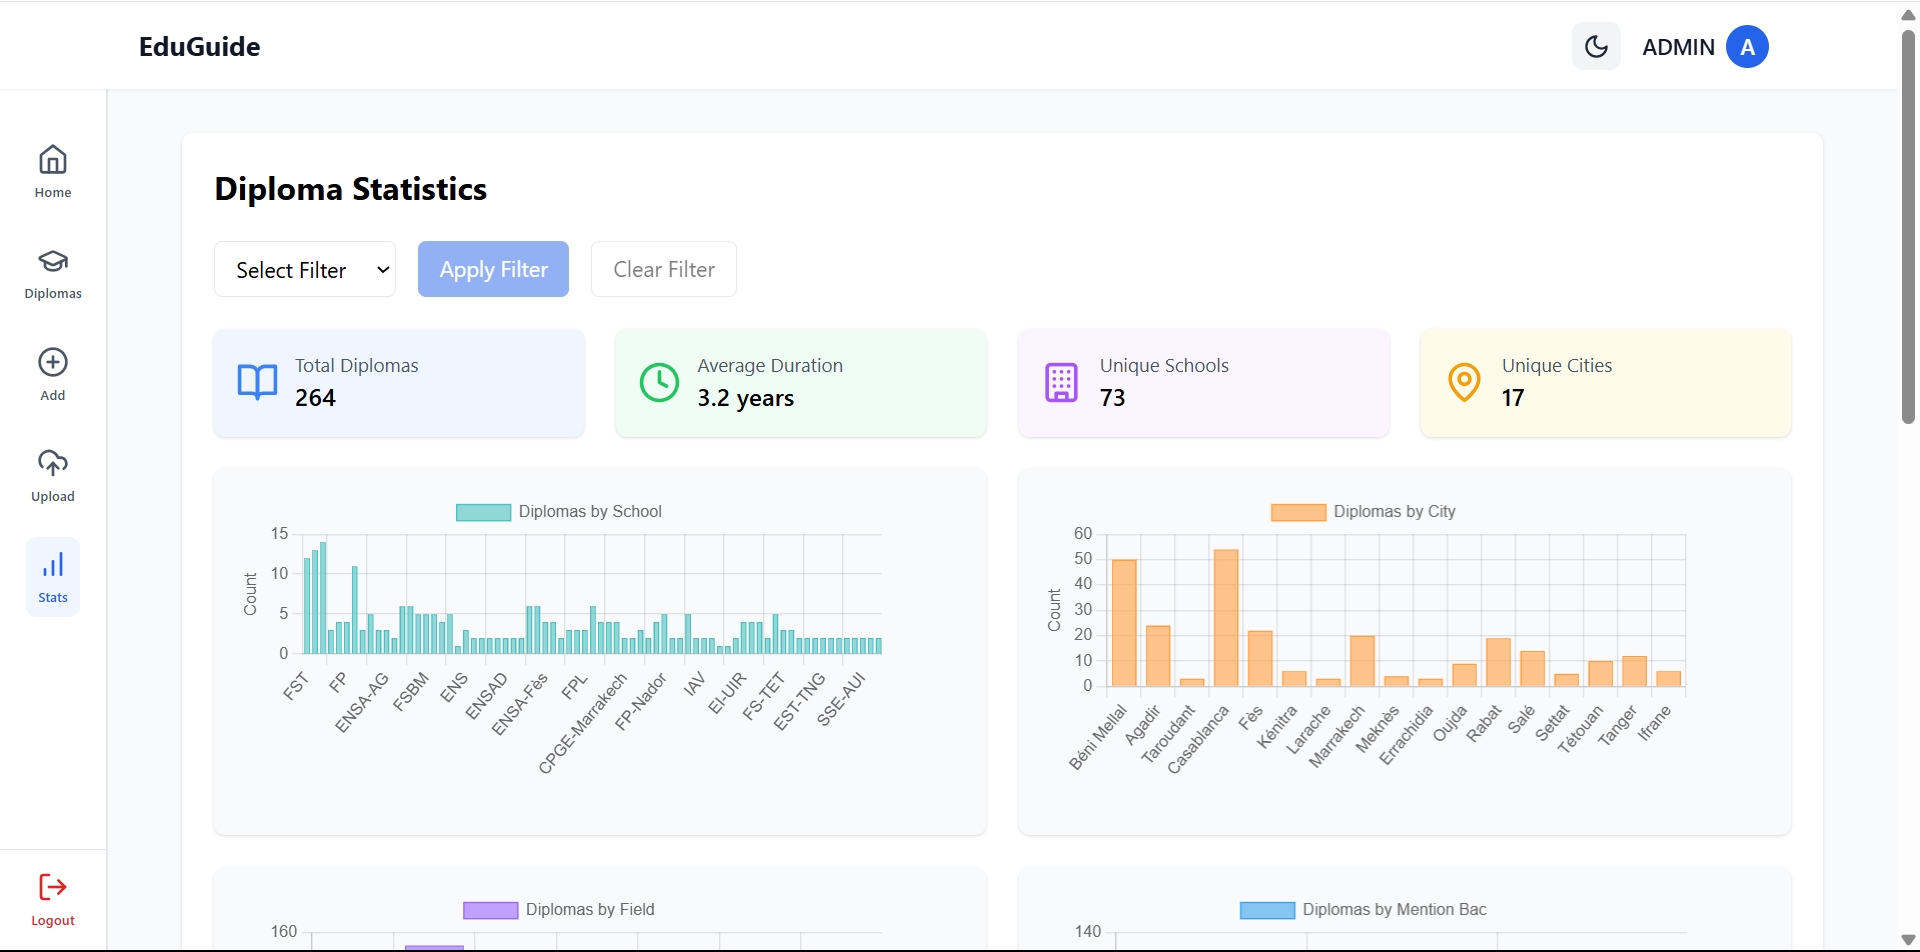 EduGuide
ADMIN A
Home
Diplomas
Add
Upload
Stats
Logout
Diploma Statistics
Select Filter
Apply Filter
Clear Filter
Total Diplomas
264
Average Duration
3.2 years
Unique Schools
73
Unique Cities
17
Diplomas by School
Count
15
10
5
0
FST
FP
ENSA-AG
FSBM
ENS
ENSAD
ENSA-Fès
FPL
CPGE-Marrakech
FP-Nador
IAV
EI-UIR
FS-TET
EST-TNG
SSE-AUI
Diplomas by City
Count
60
50
40
30
20
10
0
Béni Mellal
Agadir
Taroudant
Casablanca
Fès
Kénitra
Larache
Marrakech
Meknès
Errachidia
Oujda
Rabat
Salé
Settat
Tétouan
Tanger
Ifrane
Diplomas by Field
160
Diplomas by Mention Bac
140